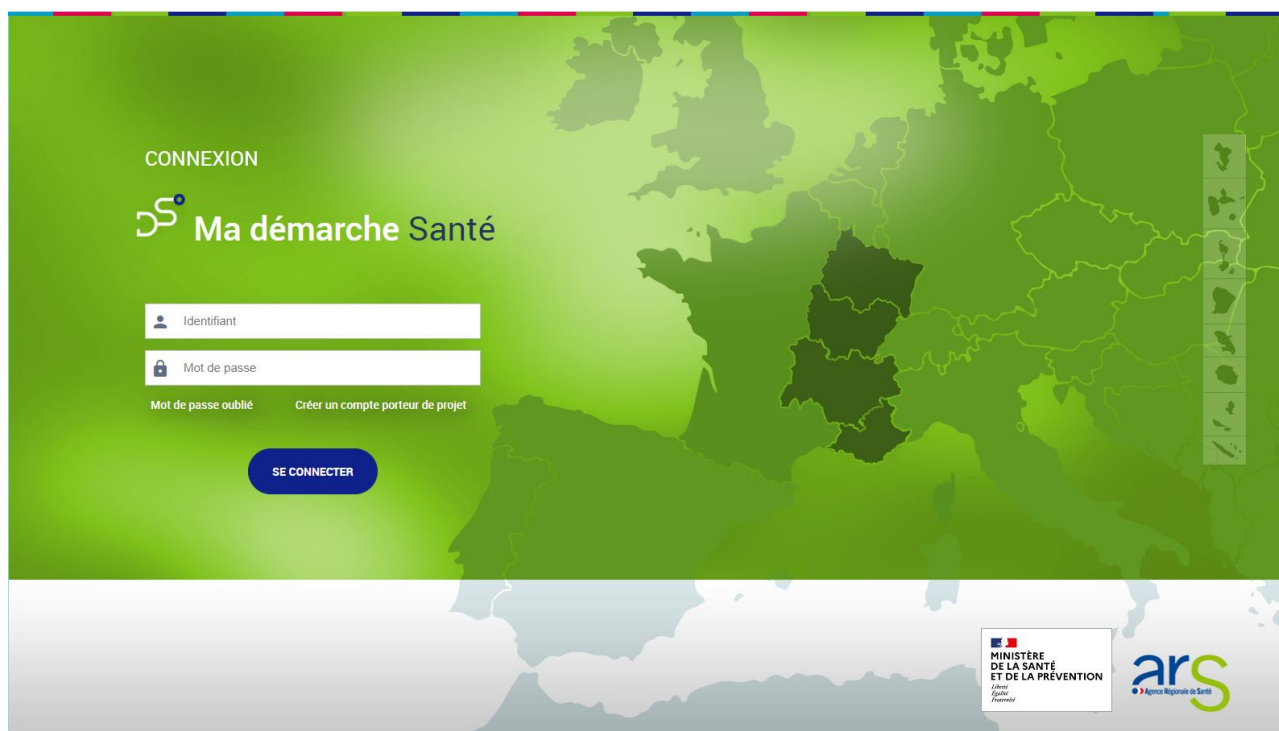 CONNEXION
Ma démarche Santé
Identifiant
Mot de passe
Mot de passe oublié
Créer un compte porteur de projet
SE CONNECTER
MINISTÈRE
DE LA SANTÉ
ET DE LA PRÉVENTION
Liberté
Égalité
Fraternité
ars
Agence Régionale de Santé